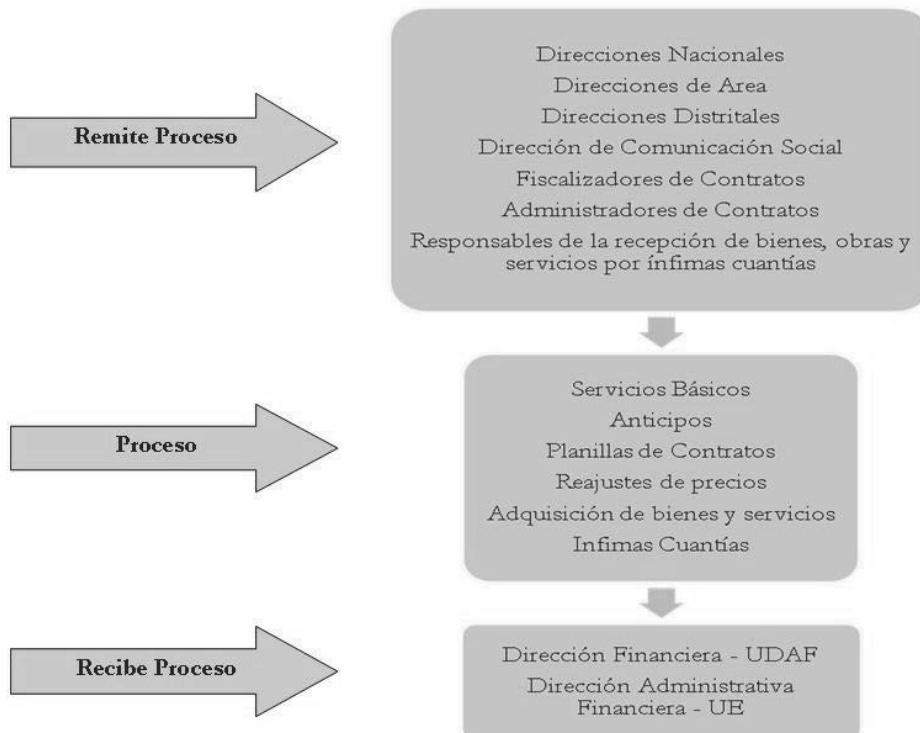 Remite Proceso
Direcciones Nacionales
Direcciones de Area
Direcciones Distritales
Dirección de Comunicación Social
Fiscalizadores de Contratos
Administradores de Contratos
Responsables de la recepción de bienes, obras y
servicios por ínfimas cuantías
Proceso
Servicios Básicos
Anticipos
Planillas de Contratos
Reajustes de precios
Adquisición de bienes y servicios
Infimas Cuantías
Recibe Proceso
Dirección Financiera - UDAF
Dirección Administrativa
Financiera - UE